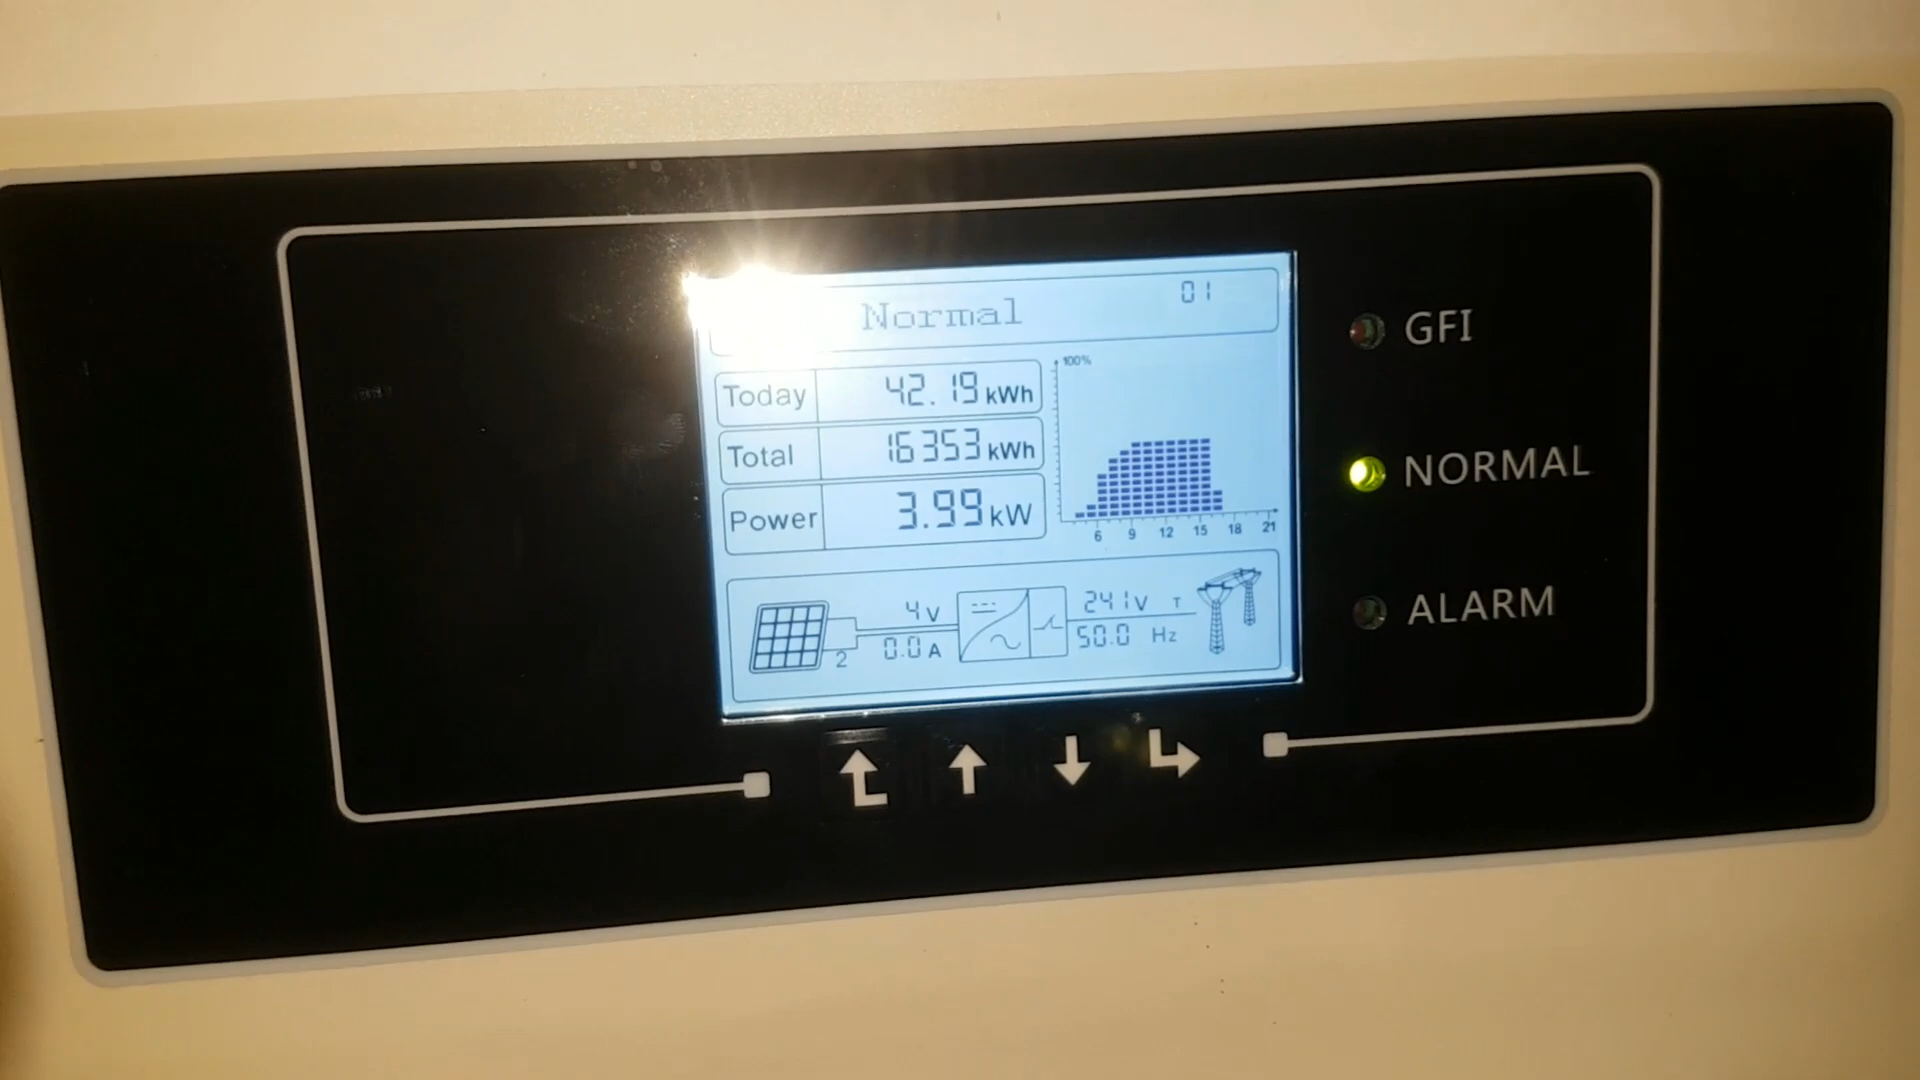 Normal
01
Today 42.19 kWh
Total 16353 kWh
Power 3.99 kW
100%
6 9 12 15 18 21
4 V
0.0 A
2
241 V T
50.0 Hz
GFI
NORMAL
ALARM